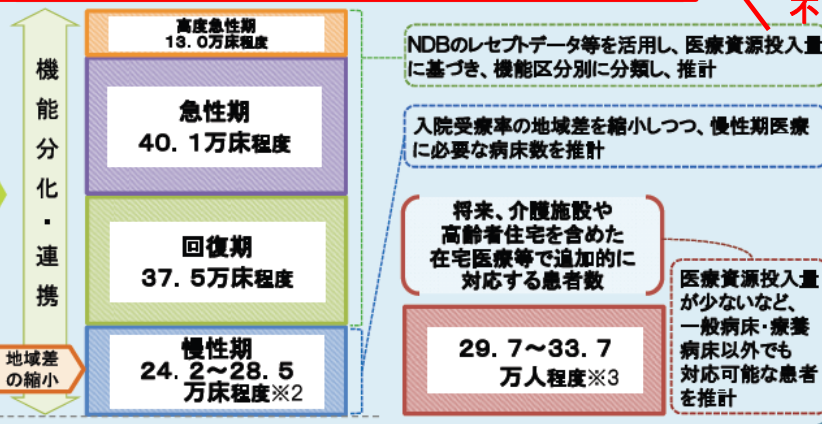 不
機能分化・連携
地域差
の縮小
高度急性期
13.0万床程度
急性期
40.1万床程度
回復期
37.5万床程度
慢性期
24.2～28.5
万床程度※2
NDBのレセプトデータ等を活用し、医療資源投入量
に基づき、機能区分別に分類し、推計
入院受療率の地域差を縮小しつつ、慢性期医療
に必要な病床数を推計
将来、介護施設や
高齢者住宅を含めた
在宅医療等で追加的に
対応する患者数
29.7～33.7
万人程度※3
医療資源投入量
が少ないなど、
一般病床・療養
病床以外でも
対応可能な患者
を推計